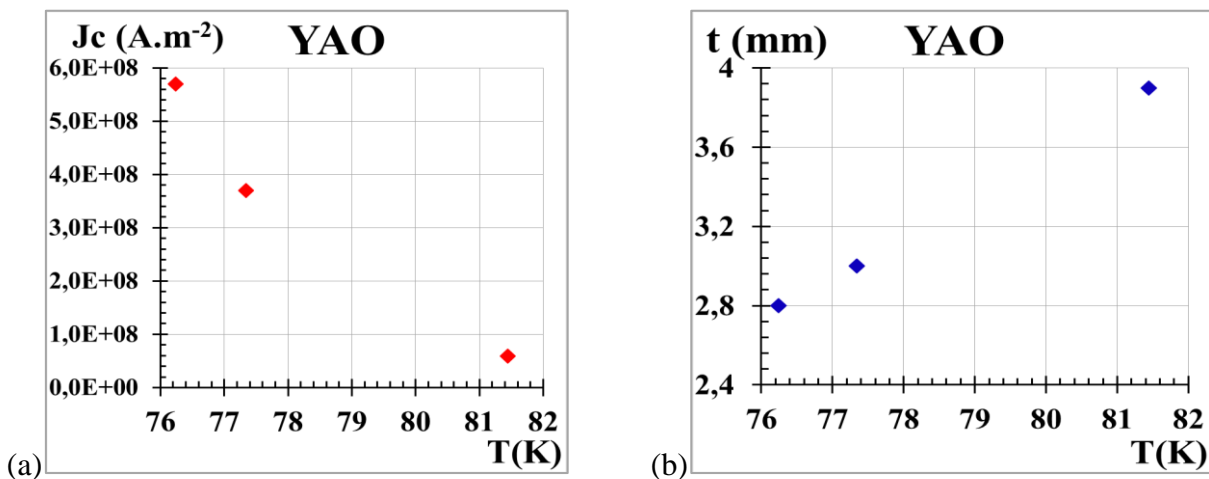 Jc (A.m-2) YAO
6,0E+08
5,0E+08
4,0E+08
3,0E+08
2,0E+08
1,0E+08
0,0E+00
76 77 78 79 80 81 82
T(K)
(a)
t (mm) YAO
4
3,6
3,2
2,8
2,4
76 77 78 79 80 81 82
T(K)
(b)